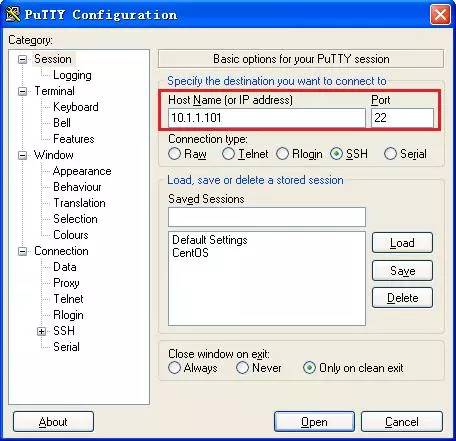 PuTTY Configuration
Category:
Session
Logging
Terminal
Keyboard
Bell
Features
Window
Appearance
Behaviour
Translation
Selection
Colours
Connection
Data
Proxy
Telnet
Rlogin
SSH
Serial
Basic options for your PuTTY session
Specify the destination you want to connect to
Host Name (or IP address) Port
10.1.1.101 22
Connection type:
Raw Telnet Rlogin SSH Serial
Load, save or delete a stored session
Saved Sessions
Default Settings
CentOS
Load
Save
Delete
Close window on exit:
Always Never Only on clean exit
About Open Cancel